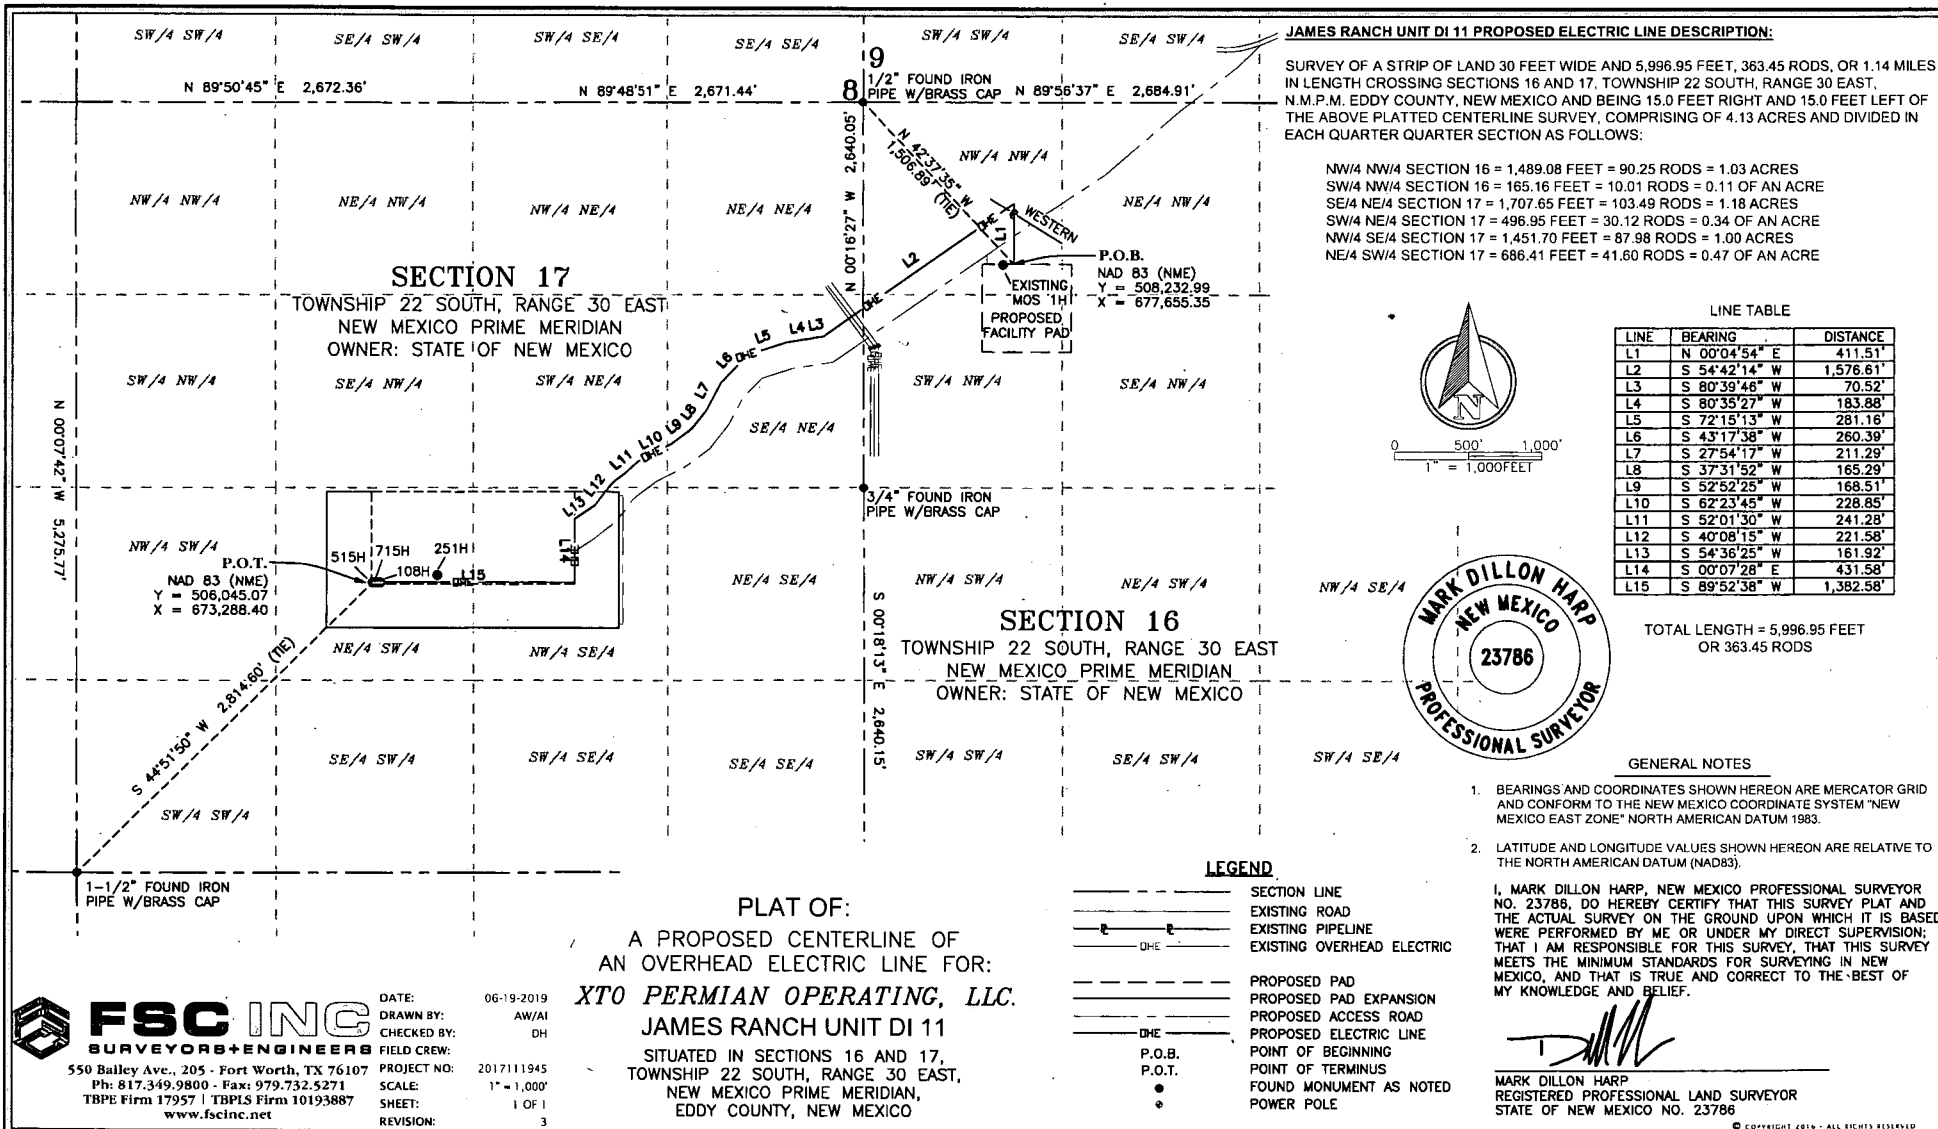 SW/4 SW/4
SE/4 SW/4
SW/4 SE/4
SE/4 SE/4
SW/4 SW/4
SE/4 SW/4
9
8
1/2" FOUND IRON
PIPE W/BRASS CAP
N 89°50'45" E 2,672.36'
N 89°48'51" E 2,671.44'
N 89°56'37" E 2,684.91'
N 42°37'35" W
1,506.89' (TIE)
N 00°16'27" W 2,640.05'
NW/4 NW/4
NE/4 NW/4
NW/4 NE/4
NE/4 NE/4
NW/4 NW/4
NE/4 NW/4
WESTERN
OHE
L1
L2
P.O.B.
NAD 83 (NME)
Y = 508,232.99
X = 677,655.35
EXISTING
MOS 1H
PROPOSED
FACILITY PAD
SECTION 17
TOWNSHIP 22 SOUTH, RANGE 30 EAST
NEW MEXICO PRIME MERIDIAN
OWNER: STATE OF NEW MEXICO
OHE
L3
L4
L5
OHE
L6
L7
L8
L9
L10
OHE
L11
L12
L13
L14
L15
OHE
SW/4 NW/4
SE/4 NW/4
SW/4 NE/4
SE/4 NE/4
SW/4 NW/4
SE/4 NW/4
N 00°07'42" W 5,275.77'
3/4" FOUND IRON
PIPE W/BRASS CAP
NW/4 SW/4
P.O.T.
NAD 83 (NME)
Y = 506,045.07
X = 673,288.40
515H
715H
108H
251H
NE/4 SE/4
NW/4 SW/4
NE/4 SW/4
NW/4 SE/4
S 00°18'13" E 2,640.15'
SECTION 16
TOWNSHIP 22 SOUTH, RANGE 30 EAST
NEW MEXICO PRIME MERIDIAN
OWNER: STATE OF NEW MEXICO
NE/4 SW/4
NW/4 SE/4
S 44°51'50" W 2,814.60' (TIE)
SE/4 SW/4
SW/4 SE/4
SE/4 SE/4
SW/4 SW/4
SE/4 SW/4
SW/4 SE/4
SW/4 SW/4
1-1/2" FOUND IRON
PIPE W/BRASS CAP
JAMES RANCH UNIT DI 11 PROPOSED ELECTRIC LINE DESCRIPTION:
SURVEY OF A STRIP OF LAND 30 FEET WIDE AND 5,996.95 FEET, 363.45 RODS, OR 1.14 MILES
IN LENGTH CROSSING SECTIONS 16 AND 17, TOWNSHIP 22 SOUTH, RANGE 30 EAST,
N.M.P.M. EDDY COUNTY, NEW MEXICO AND BEING 15.0 FEET RIGHT AND 15.0 FEET LEFT OF
THE ABOVE PLATTED CENTERLINE SURVEY, COMPRISING OF 4.13 ACRES AND DIVIDED IN
EACH QUARTER QUARTER SECTION AS FOLLOWS:
NW/4 NW/4 SECTION 16 = 1,489.08 FEET = 90.25 RODS = 1.03 ACRES
SW/4 NW/4 SECTION 16 = 165.16 FEET = 10.01 RODS = 0.11 OF AN ACRE
SE/4 NE/4 SECTION 17 = 1,707.65 FEET = 103.49 RODS = 1.18 ACRES
SW/4 NE/4 SECTION 17 = 496.95 FEET = 30.12 RODS = 0.34 OF AN ACRE
NW/4 SE/4 SECTION 17 = 1,451.70 FEET = 87.98 RODS = 1.00 ACRES
NE/4 SW/4 SECTION 17 = 686.41 FEET = 41.60 RODS = 0.47 OF AN ACRE
N
0 500' 1,000'
1" = 1,000FEET
LINE TABLE
LINE BEARING DISTANCE
L1 N 00°04'54" E 411.51'
L2 S 54°42'14" W 1,576.61'
L3 S 80°39'46" W 70.52'
L4 S 80°35'27" W 183.88'
L5 S 72°15'13" W 281.16'
L6 S 43°17'38" W 260.39'
L7 S 27°54'17" W 211.29'
L8 S 37°31'52" W 165.29'
L9 S 52°52'25" W 168.51'
L10 S 62°23'45" W 228.85'
L11 S 52°01'30" W 241.28'
L12 S 40°08'15" W 221.58'
L13 S 54°36'25" W 161.92'
L14 S 00°07'28" E 431.58'
L15 S 89°52'38" W 1,382.58'
TOTAL LENGTH = 5,996.95 FEET
OR 363.45 RODS
MARK DILLON HARP
NEW MEXICO
23786
PROFESSIONAL SURVEYOR
GENERAL NOTES
1. BEARINGS AND COORDINATES SHOWN HEREON ARE MERCATOR GRID
AND CONFORM TO THE NEW MEXICO COORDINATE SYSTEM "NEW
MEXICO EAST ZONE" NORTH AMERICAN DATUM 1983.
2. LATITUDE AND LONGITUDE VALUES SHOWN HEREON ARE RELATIVE TO
THE NORTH AMERICAN DATUM (NAD83).
I, MARK DILLON HARP, NEW MEXICO PROFESSIONAL SURVEYOR
NO. 23786, DO HEREBY CERTIFY THAT THIS SURVEY PLAT AND
THE ACTUAL SURVEY ON THE GROUND UPON WHICH IT IS BASED
WERE PERFORMED BY ME OR UNDER MY DIRECT SUPERVISION;
THAT I AM RESPONSIBLE FOR THIS SURVEY, THAT THIS SURVEY
MEETS THE MINIMUM STANDARDS FOR SURVEYING IN NEW
MEXICO, AND THAT IS TRUE AND CORRECT TO THE BEST OF
MY KNOWLEDGE AND BELIEF.
MARK DILLON HARP
REGISTERED PROFESSIONAL LAND SURVEYOR
STATE OF NEW MEXICO NO. 23786
© COPYRIGHT 2016 - ALL RIGHTS RESERVED
LEGEND
SECTION LINE
EXISTING ROAD
EXISTING PIPELINE
OHE EXISTING OVERHEAD ELECTRIC
PROPOSED PAD
PROPOSED PAD EXPANSION
PROPOSED ACCESS ROAD
OHE PROPOSED ELECTRIC LINE
P.O.B. POINT OF BEGINNING
P.O.T. POINT OF TERMINUS
FOUND MONUMENT AS NOTED
POWER POLE
PLAT OF:
A PROPOSED CENTERLINE OF
AN OVERHEAD ELECTRIC LINE FOR:
XTO PERMIAN OPERATING, LLC.
JAMES RANCH UNIT DI 11
SITUATED IN SECTIONS 16 AND 17,
TOWNSHIP 22 SOUTH, RANGE 30 EAST,
NEW MEXICO PRIME MERIDIAN,
EDDY COUNTY, NEW MEXICO
FSC INC
SURVEYORS+ENGINEERS
550 Bailey Ave., 205 - Fort Worth, TX 76107
Ph: 817.349.9800 - Fax: 979.732.5271
TBPE Firm 17957 | TBPLS Firm 10193887
www.fscinc.net
DATE: 06-19-2019
DRAWN BY: AW/AI
CHECKED BY: DH
FIELD CREW:
PROJECT NO: 2017111945
SCALE: 1" = 1,000'
SHEET: 1 OF 1
REVISION: 3